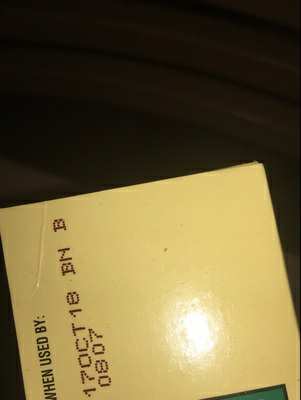 WHEN USED BY:
17OCT18 BN B
0807